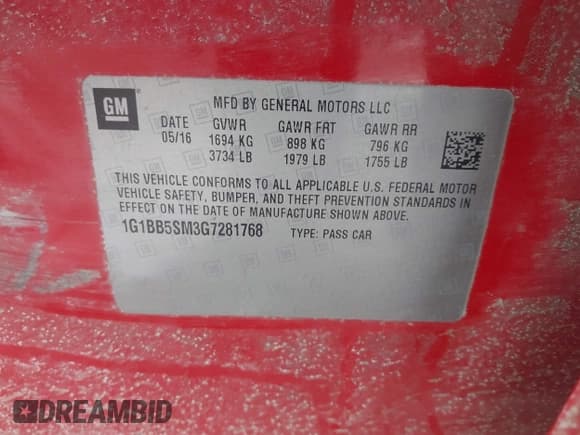 GM
MFD BY GENERAL MOTORS LLC
DATE GVWR GAWR FRT GAWR RR
05/16 1694 KG 898 KG 796 KG
3734 LB 1979 LB 1755 LB
THIS VEHICLE CONFORMS TO ALL APPLICABLE U.S. FEDERAL MOTOR
VEHICLE SAFETY, BUMPER, AND THEFT PREVENTION STANDARDS IN
EFFECT ON THE DATE OF MANUFACTURE SHOWN ABOVE.
1G1BB5SM3G7281768 TYPE: PASS CAR
DREAMBID